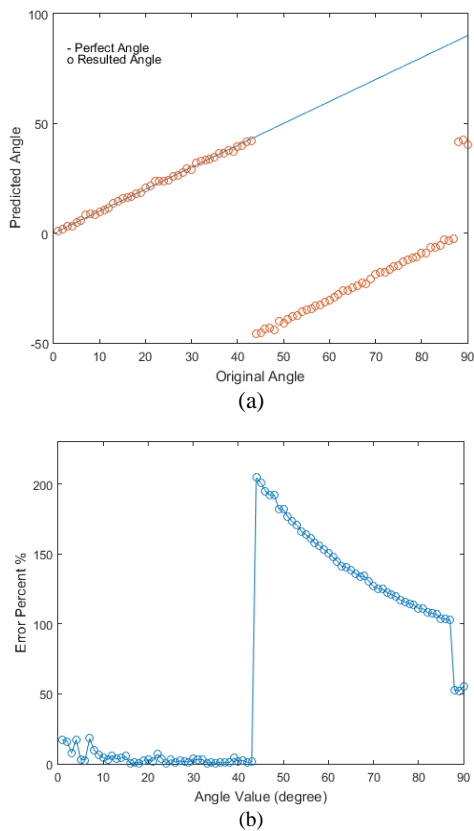 100
50
0
-50
Predicted Angle
- Perfect Angle
o Resulted Angle
0 10 20 30 40 50 60 70 80 90
Original Angle
(a)
200
150
100
50
0
Error Percent %
0 10 20 30 40 50 60 70 80 90
Angle Value (degree)
(b)